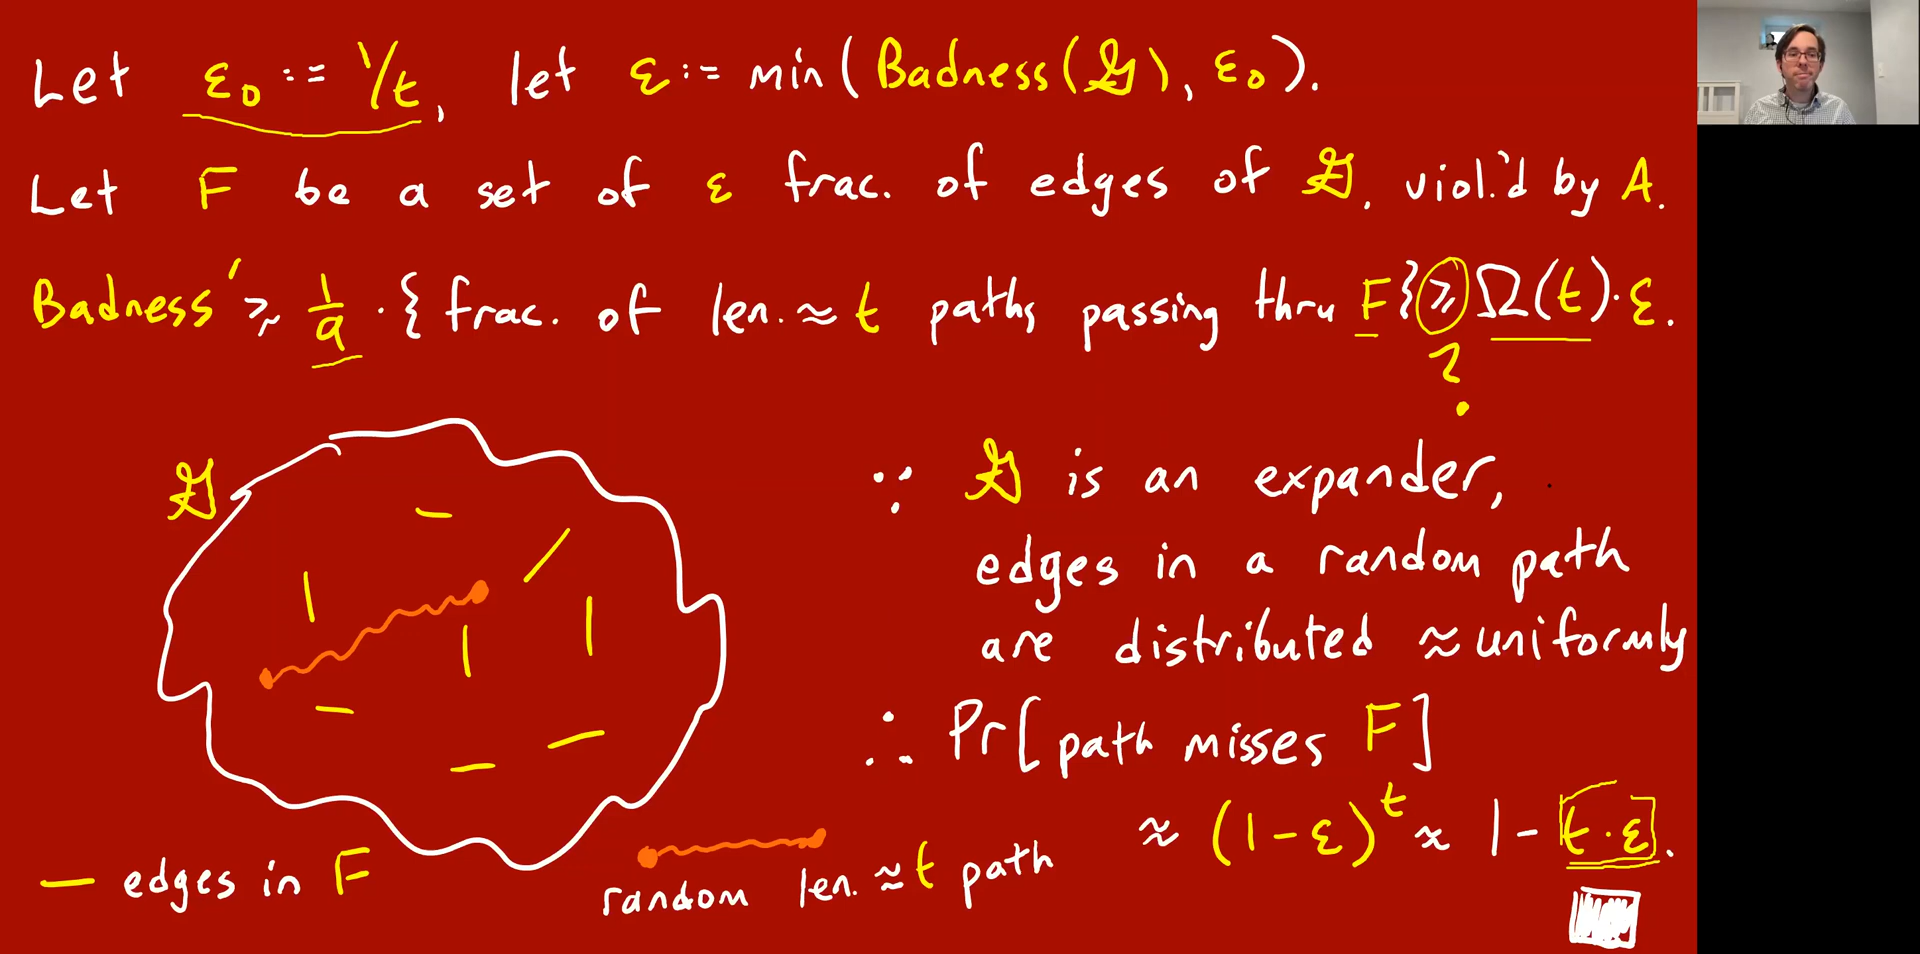 Let ε₀ := 1/t, let ε := min(Badness(𝒢), ε₀).
Let F be a set of ε frac. of edges of 𝒢, viol.'d by A.
Badness' ≳ 1/q · {frac. of len. ≈ t paths passing thru F} ≥ Ω(t)·ε.
?
𝒢
∵ 𝒢 is an expander,
edges in a random path
are distributed ≈ uniformly
∴ Pr[path misses F]
≈ (1-ε)^t ≈ 1 - t·ε.
— edges in F
random len. ≈ t path